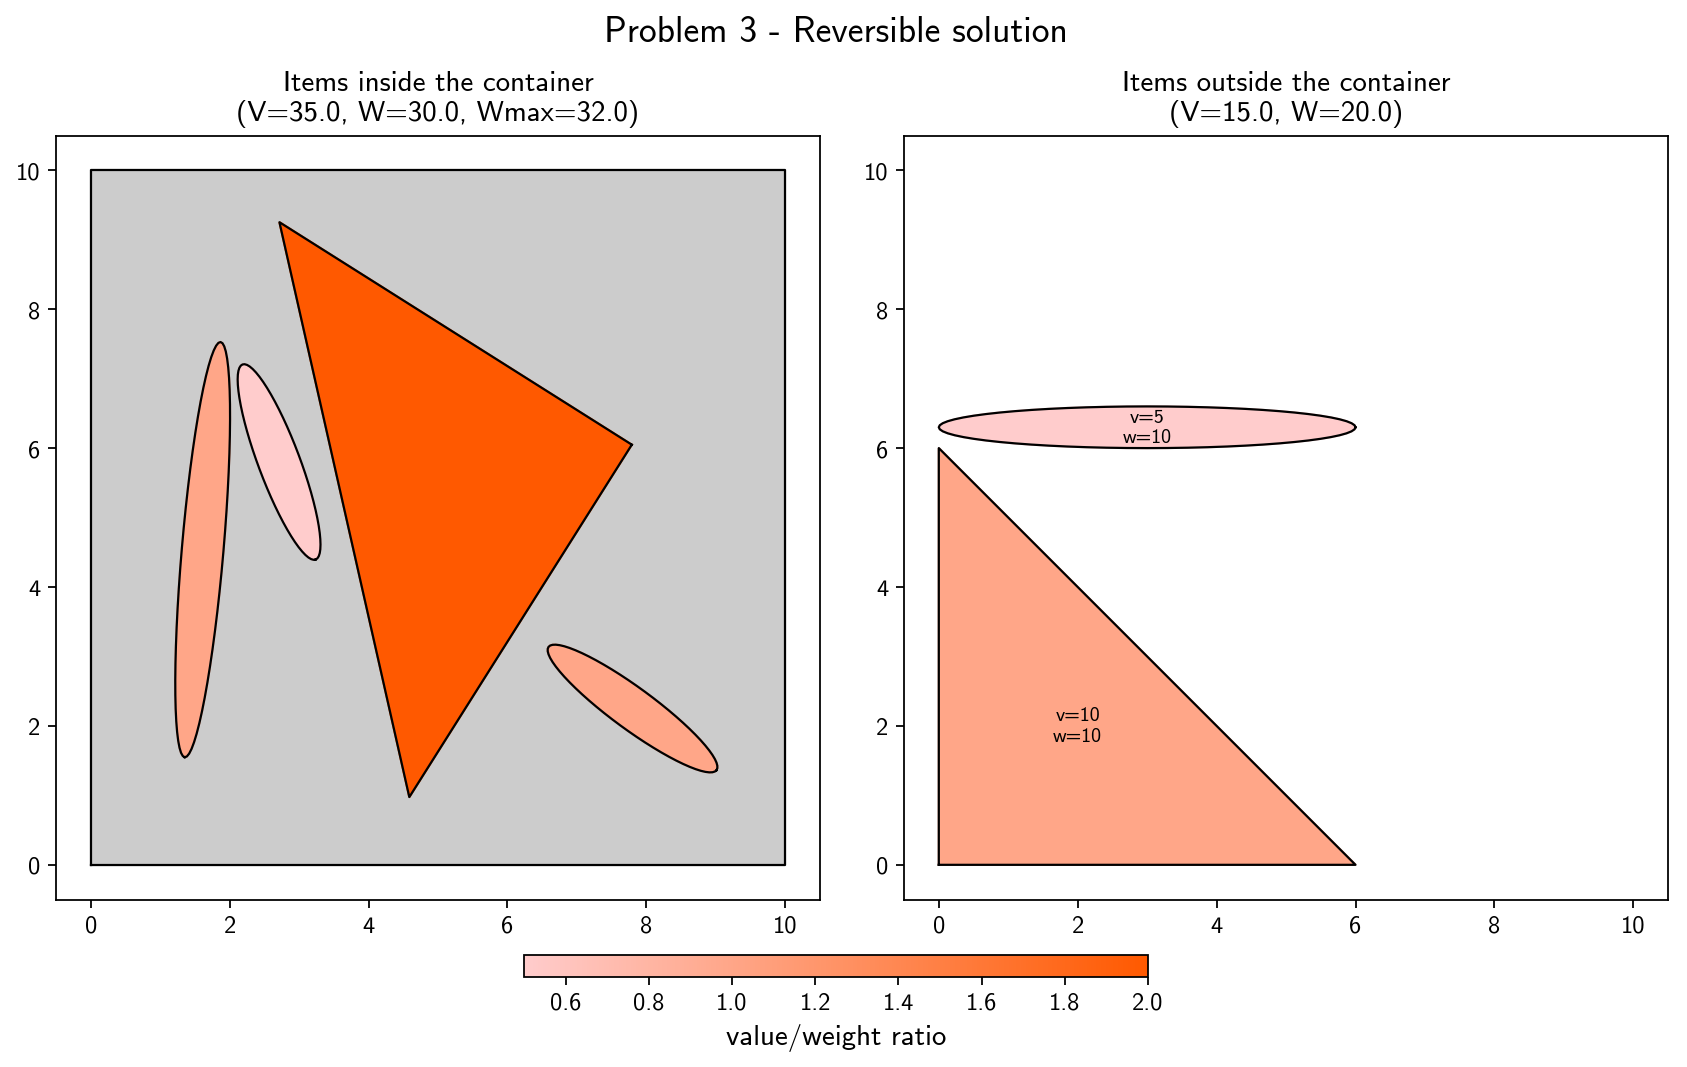 Problem 3 - Reversible solution
Items inside the container
(V=35.0, W=30.0, Wmax=32.0)
10
8
6
4
2
0
0 2 4 6 8 10
Items outside the container
(V=15.0, W=20.0)
10
8
6
4
2
0
v=5
w=10
v=10
w=10
0 2 4 6 8 10
0.6 0.8 1.0 1.2 1.4 1.6 1.8 2.0
value/weight ratio